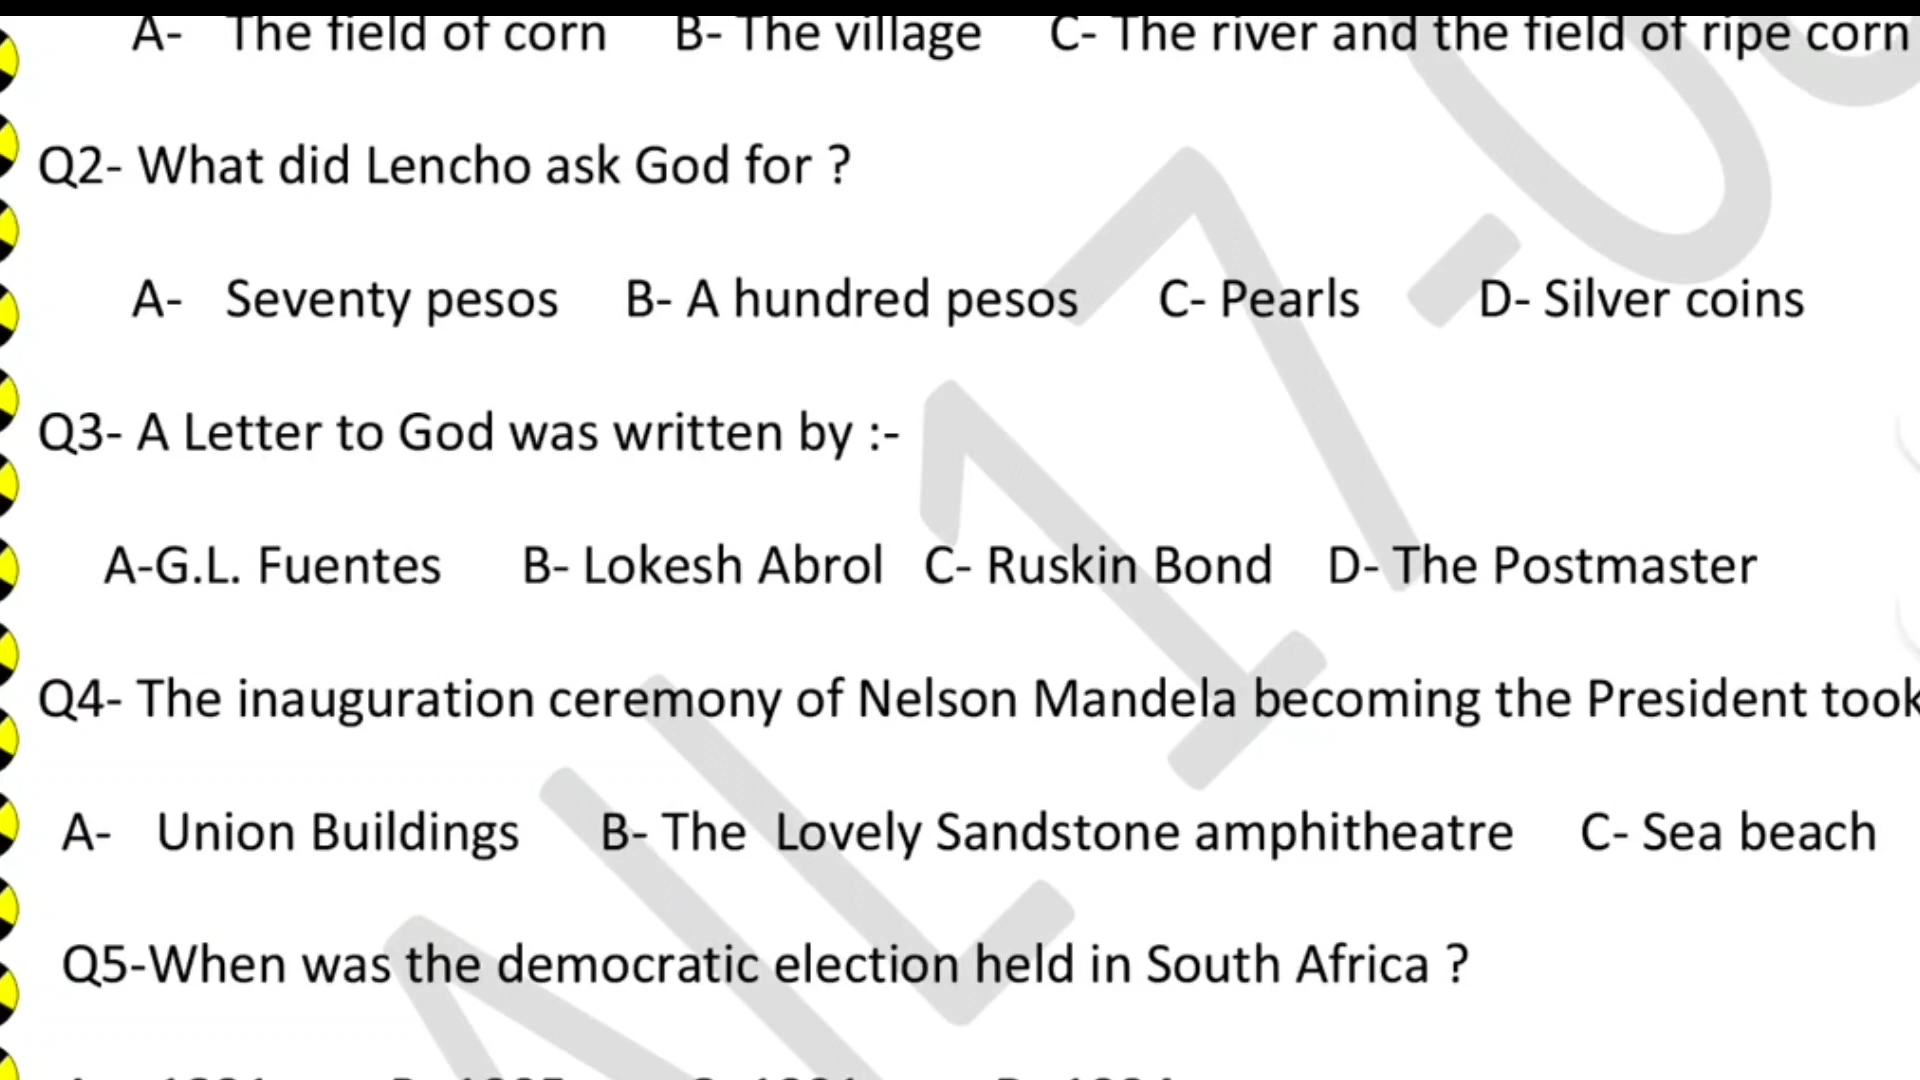 A- The field of corn B- The village C- The river and the field of ripe corn
Q2- What did Lencho ask God for ?
A- Seventy pesos B- A hundred pesos C- Pearls D- Silver coins
Q3- A Letter to God was written by :-
A-G.L. Fuentes B- Lokesh Abrol C- Ruskin Bond D- The Postmaster
Q4- The inauguration ceremony of Nelson Mandela becoming the President took
A- Union Buildings B- The Lovely Sandstone amphitheatre C- Sea beach
Q5-When was the democratic election held in South Africa ?